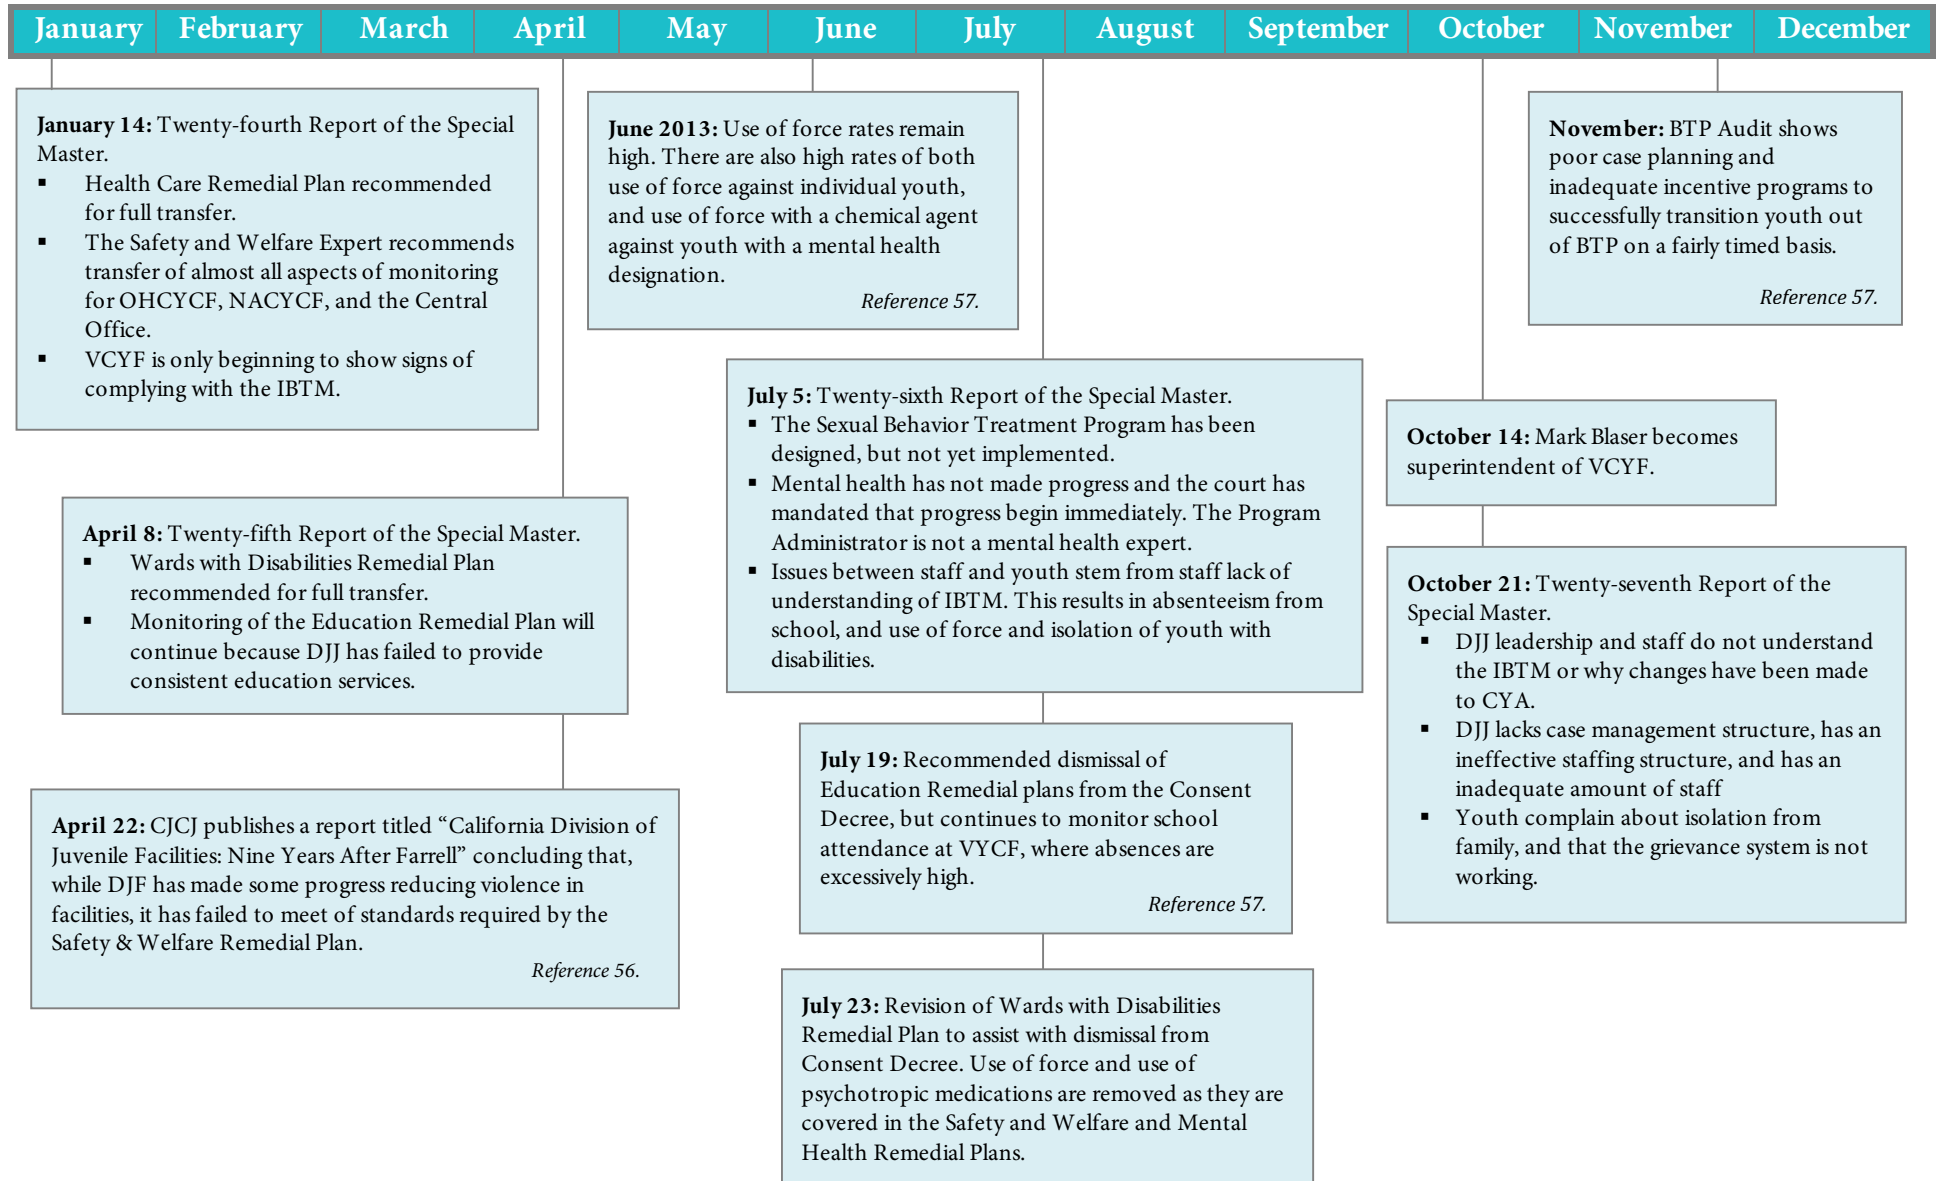 January February March April May June July August September October November December
January 14: Twenty-fourth Report of the Special
Master.
▪ Health Care Remedial Plan recommended
for full transfer.
▪ The Safety and Welfare Expert recommends
transfer of almost all aspects of monitoring
for OHCYCF, NACYCF, and the Central
Office.
▪ VCYF is only beginning to show signs of
complying with the IBTM.
April 8: Twenty-fifth Report of the Special Master.
▪ Wards with Disabilities Remedial Plan
recommended for full transfer.
▪ Monitoring of the Education Remedial Plan will
continue because DJJ has failed to provide
consistent education services.
April 22: CJCJ publishes a report titled “California Division of
Juvenile Facilities: Nine Years After Farrell” concluding that,
while DJF has made some progress reducing violence in
facilities, it has failed to meet of standards required by the
Safety & Welfare Remedial Plan.
Reference 56.
June 2013: Use of force rates remain
high. There are also high rates of both
use of force against individual youth,
and use of force with a chemical agent
against youth with a mental health
designation.
Reference 57.
July 5: Twenty-sixth Report of the Special Master.
▪ The Sexual Behavior Treatment Program has been
designed, but not yet implemented.
▪ Mental health has not made progress and the court has
mandated that progress begin immediately. The Program
Administrator is not a mental health expert.
▪ Issues between staff and youth stem from staff lack of
understanding of IBTM. This results in absenteeism from
school, and use of force and isolation of youth with
disabilities.
July 19: Recommended dismissal of
Education Remedial plans from the Consent
Decree, but continues to monitor school
attendance at VYCF, where absences are
excessively high.
Reference 57.
July 23: Revision of Wards with Disabilities
Remedial Plan to assist with dismissal from
Consent Decree. Use of force and use of
psychotropic medications are removed as they are
covered in the Safety and Welfare and Mental
Health Remedial Plans.
October 14: Mark Blaser becomes
superintendent of VCYF.
October 21: Twenty-seventh Report of the
Special Master.
▪ DJJ leadership and staff do not understand
the IBTM or why changes have been made
to CYA.
▪ DJJ lacks case management structure, has an
ineffective staffing structure, and has an
inadequate amount of staff
▪ Youth complain about isolation from
family, and that the grievance system is not
working.
November: BTP Audit shows
poor case planning and
inadequate incentive programs to
successfully transition youth out
of BTP on a fairly timed basis.
Reference 57.